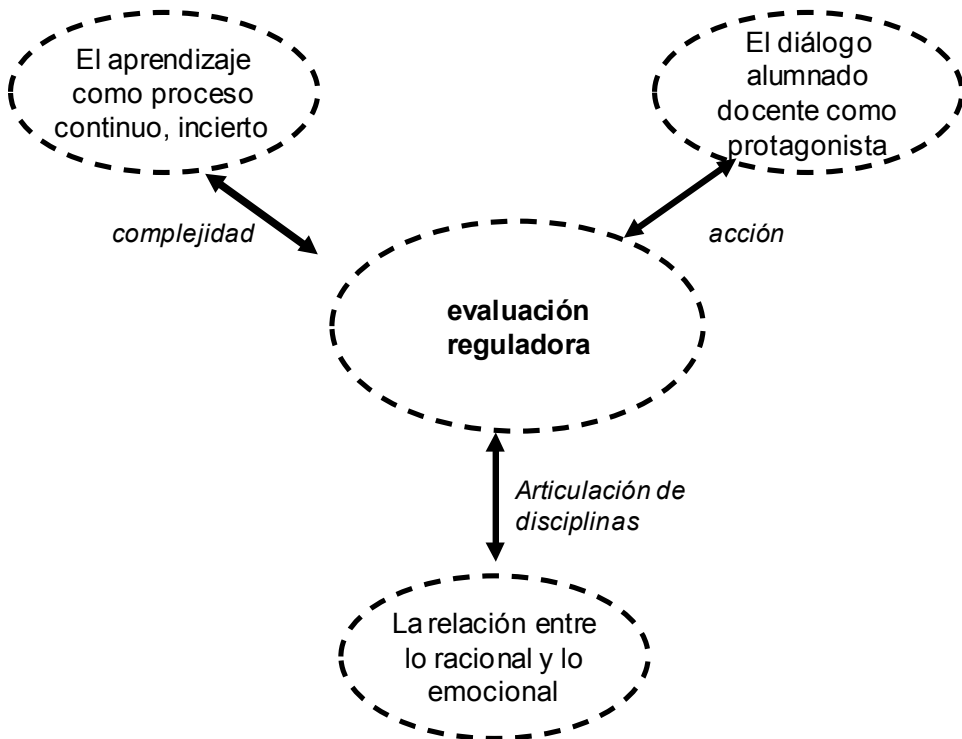 El aprendizaje
como proceso
continuo, incierto
El diálogo
alumnado
docente como
protagonista
complejidad
acción
evaluación
reguladora
Articulación de
disciplinas
La relación entre
lo racional y lo
emocional